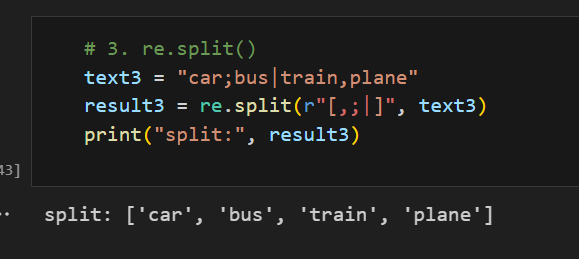 # 3. re.split()
text3 = "car;bus|train,plane"
result3 = re.split(r"[,;|]", text3)
print("split:", result3)
43]
split: ['car', 'bus', 'train', 'plane']